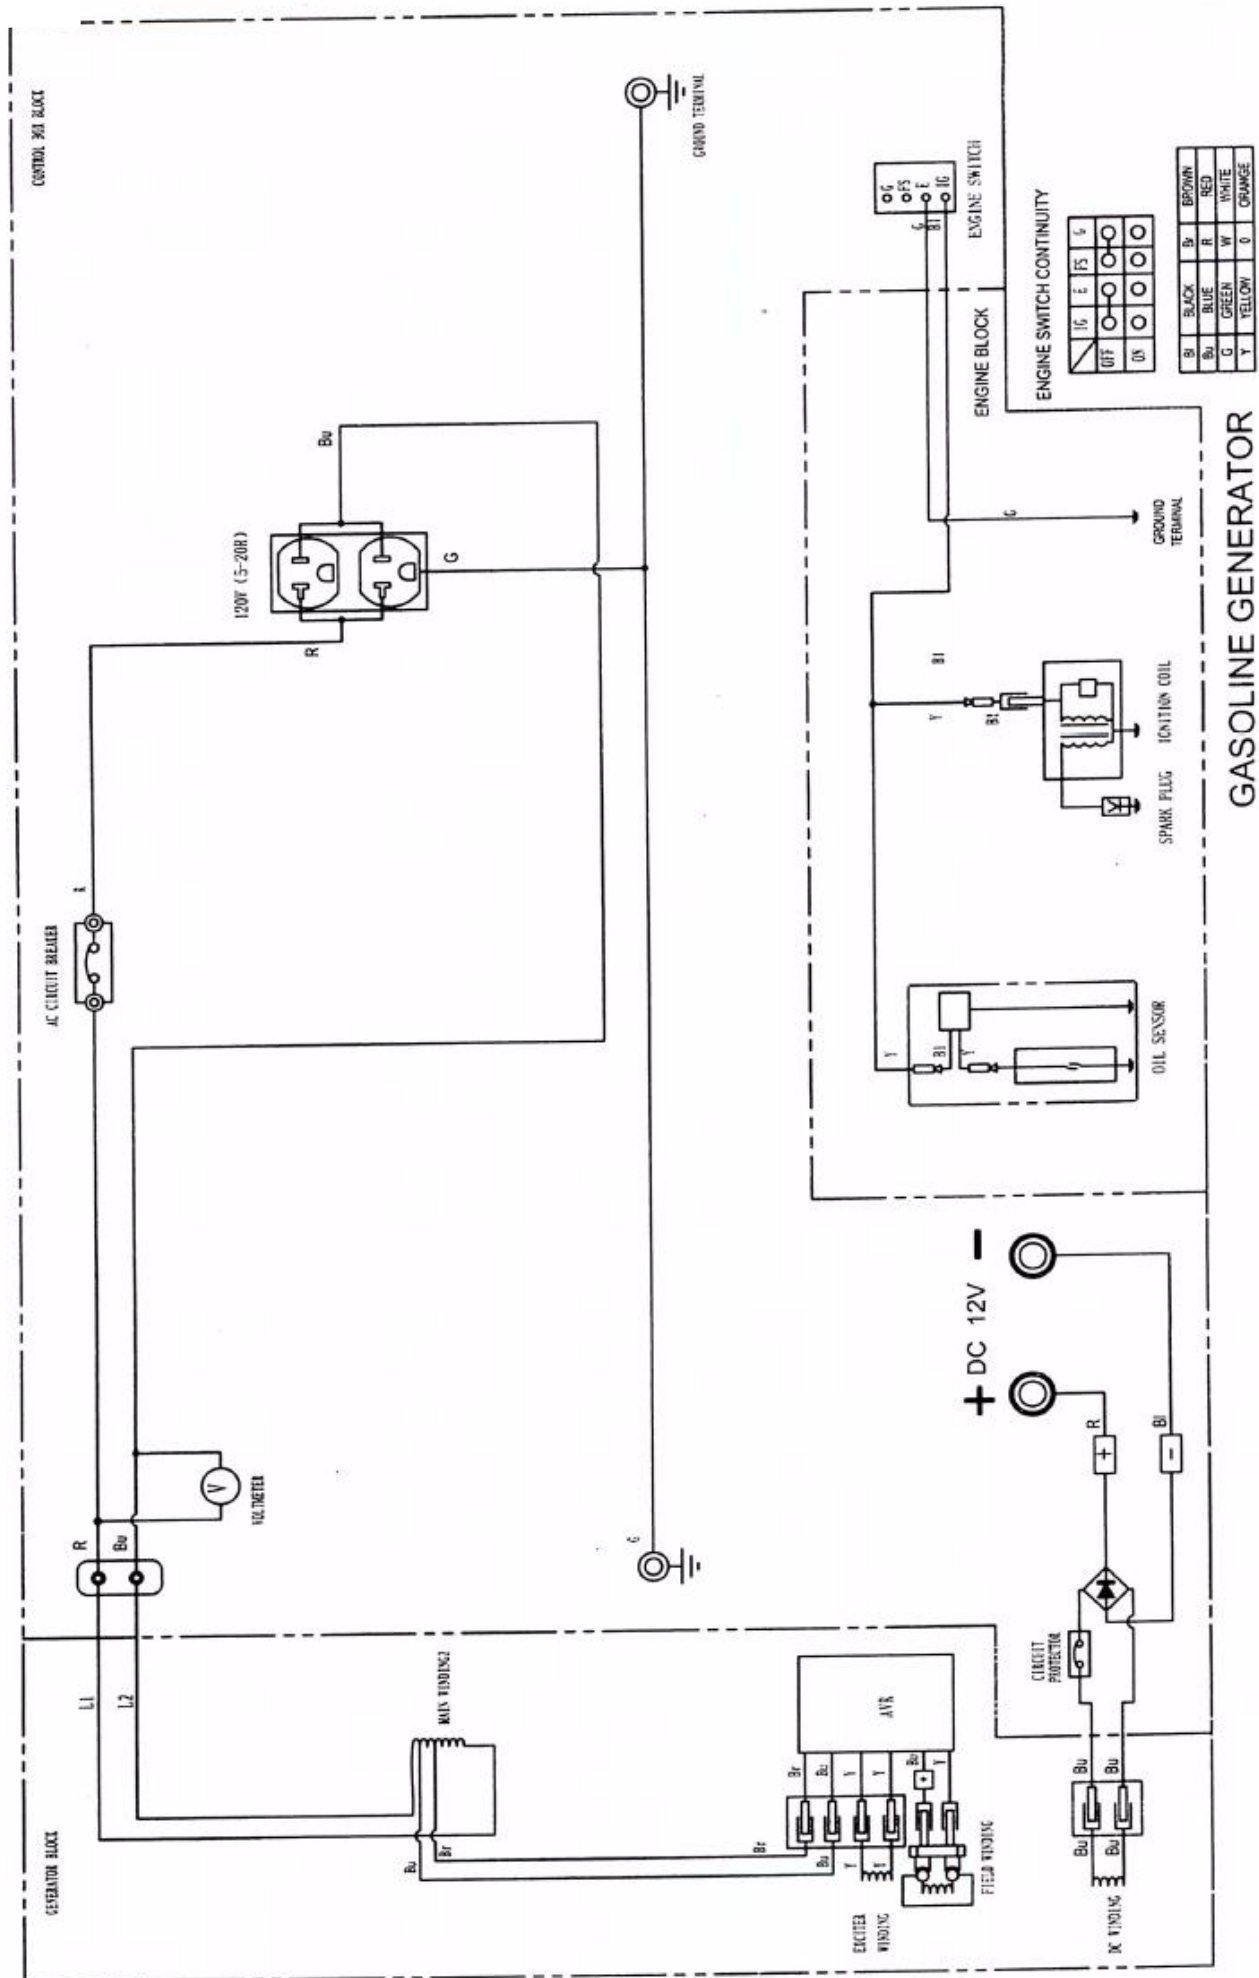 CONTROL BOX BLOCK
AC CIRCUIT BREAKER
R
R
120V (5-20R)
Bu
G
GROUND TERMINAL
R
Bu
V
VOLTMETER
G
GENERATOR BLOCK
L1
L2
MAIN WINDING2
Bu
Br
Br
Bu
Y
Y
Br
Bu
Y
Y
Bu
+
Y
AVR
EXCITER
WINDING
FIELD WINDING
DC WINDING
Bu
Bu
Bu
Bu
CIRCUIT
PROTECTOR
+
R
-
Bl
+ DC 12V -
Y
Bl
Y
OIL SENSOR
Y
Bl
Bl
SPARK PLUG
IGNITION COIL
G
GROUND
TERMINAL
ENGINE BLOCK
G
Bl
G
FS
E
IG
ENGINE SWITCH
ENGINE SWITCH CONTINUITY
IG E FS G
OFF
ON
Bl BLACK Br BROWN
Bu BLUE R RED
G GREEN W WHITE
Y YELLOW O ORANGE
GASOLINE GENERATOR